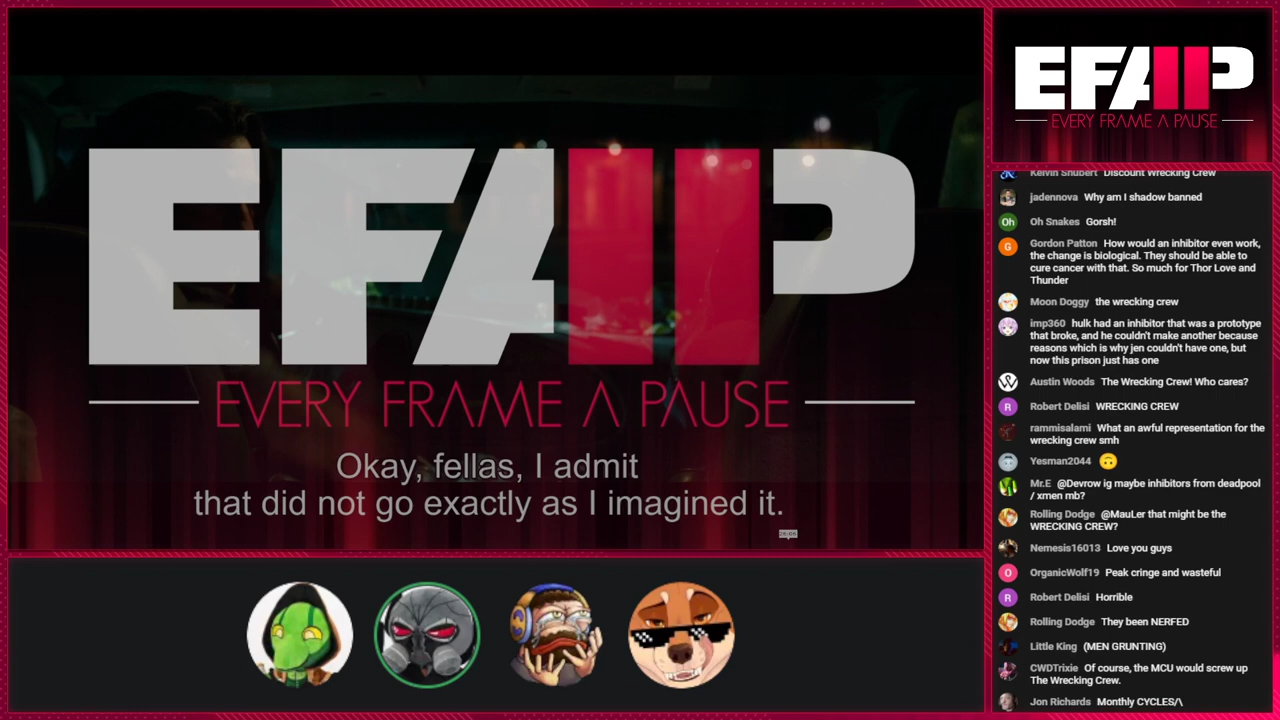 EFAP
EVERY FRAME A PAUSE
Okay, fellas, I admit
that did not go exactly as I imagined it.
EFAP
EVERY FRAME A PAUSE
Kelvin Shubert Discount Wrecking Crew
jadennova Why am I shadow banned
Oh
Oh Snakes Gorsh!
G
Gordon Patton How would an inhibitor even work,
the change is biological. They should be able to
cure cancer with that. So much for Thor Love and
Thunder
Moon Doggy the wrecking crew
imp360 hulk had an inhibitor that was a prototype
that broke, and he couldn't make another because
reasons which is why jen couldn't have one, but
now this prison just has one
Austin Woods The Wrecking Crew! Who cares?
R
Robert Delisi WRECKING CREW
rammisalami What an awful representation for the
wrecking crew smh
Yesman2044 🙃
Mr.E @Devrow ig maybe inhibitors from deadpool
/ xmen mb?
Rolling Dodge @MauLer that might be the
WRECKING CREW?
Nemesis16013 Love you guys
O
OrganicWolf19 Peak cringe and wasteful
R
Robert Delisi Horrible
Rolling Dodge They been NERFED
Little King (MEN GRUNTING)
CWDTrixie Of course, the MCU would screw up
The Wrecking Crew.
Jon Richards Monthly CYCLES/\